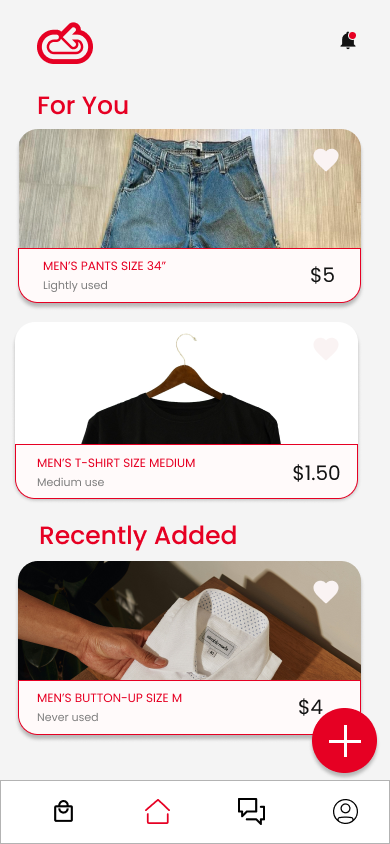 For You
MEN'S PANTS SIZE 34"
Lightly used
$5
MEN'S T-SHIRT SIZE MEDIUM
Medium use
$1.50
Recently Added
MEN'S BUTTON-UP SIZE M
Never used
$4